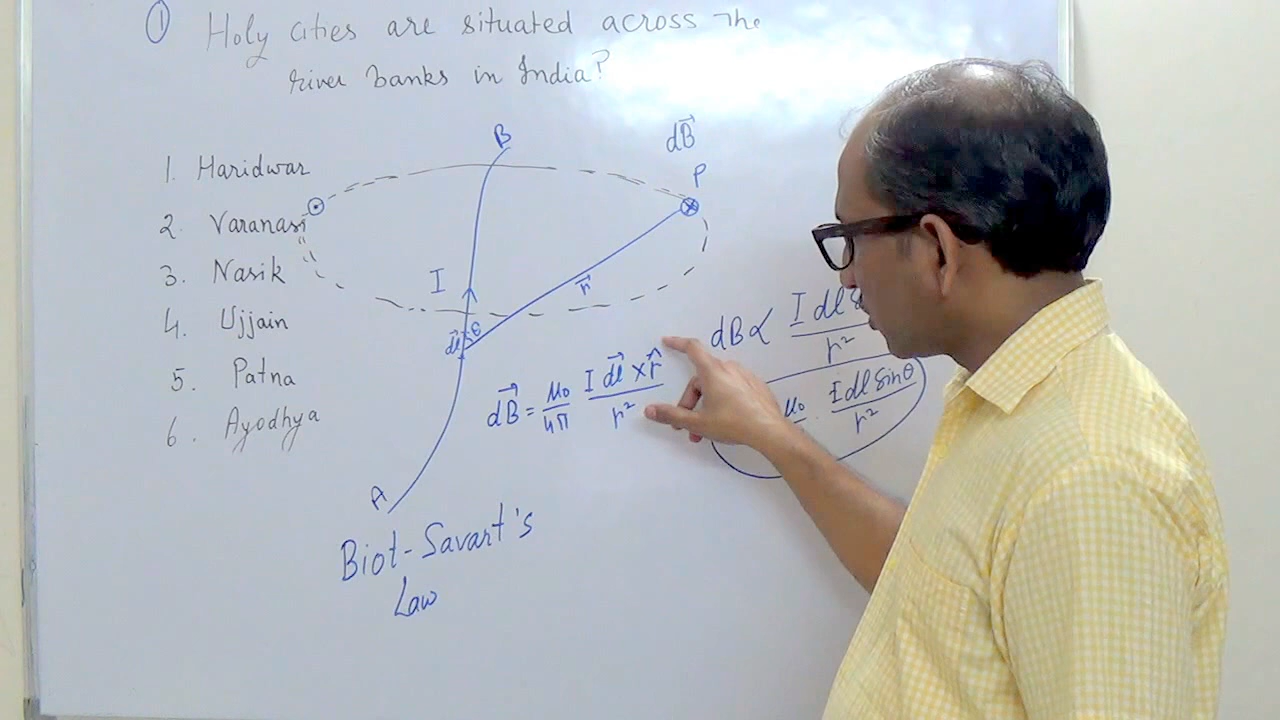 ① Holy cities are situated across the
river banks in India?
1. Haridwar
2. Varanasi
3. Nasik
4. Ujjain
5. Patna
6. Ayodhya
B
dB⃗
P
I
r⃗
dl⃗
θ
A
dB⃗ = μ₀/4π I dl⃗ × r̂/r²
dB ∝ I dl /r²
μ₀ . I dl Sinθ/r²
Biot-Savart's
Law